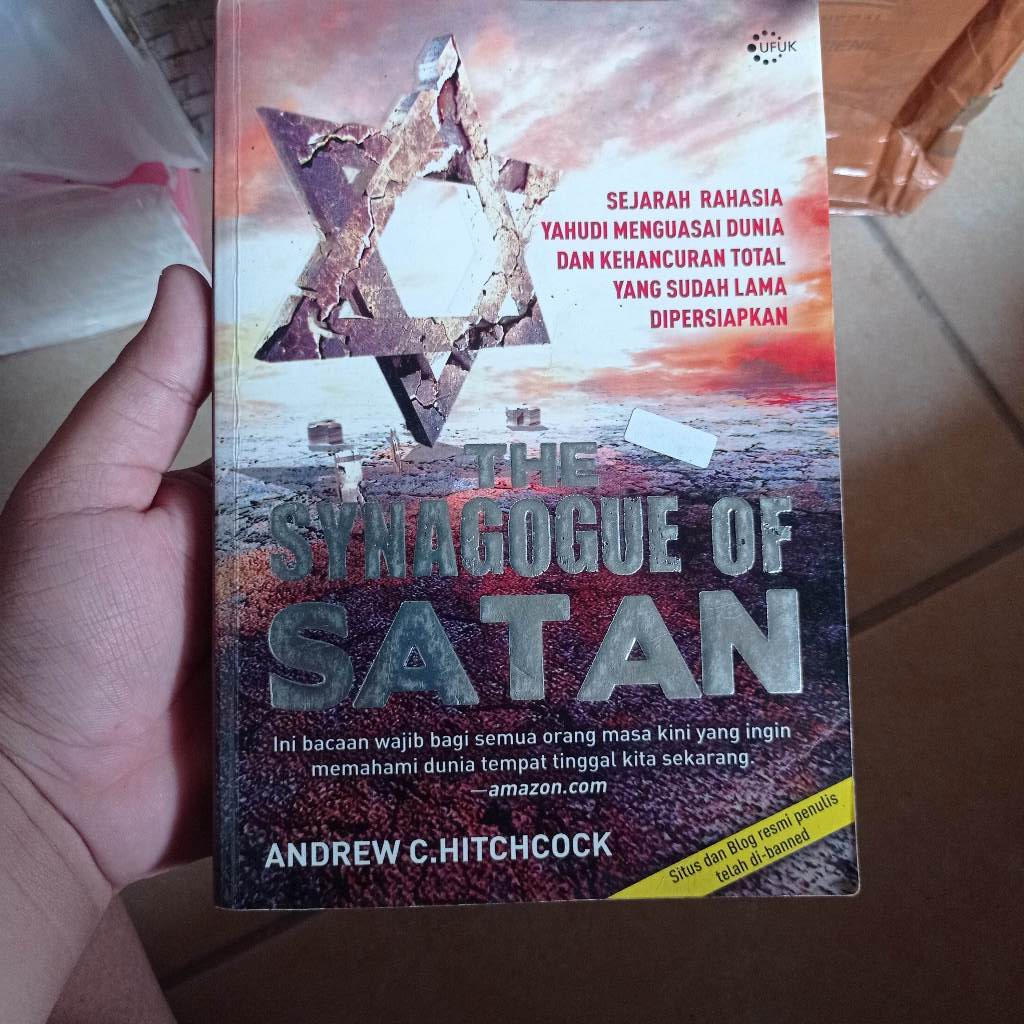 UFUK
SEJARAH RAHASIA
YAHUDI MENGUASAI DUNIA
DAN KEHANCURAN TOTAL
YANG SUDAH LAMA
DIPERSIAPKAN
THE
SYNAGOGUE OF
SATAN
Ini bacaan wajib bagi semua orang masa kini yang ingin
memahami dunia tempat tinggal kita sekarang.
—amazon.com
ANDREW C.HITCHCOCK
Situs dan Blog resmi penulis
telah di-banned